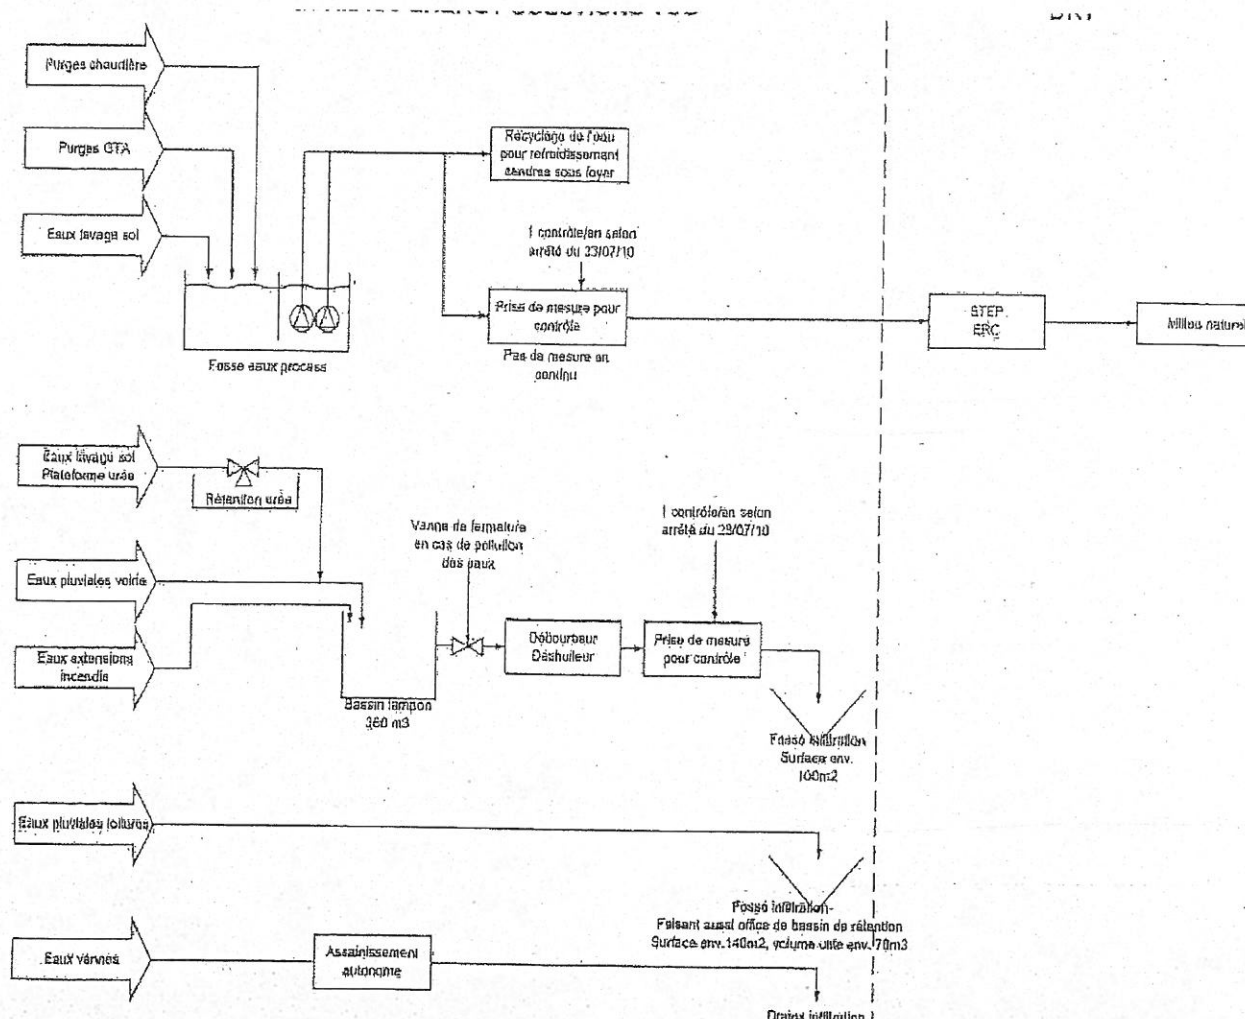 Purges chaudière
Purges GTA
Eaux lavage sol
Recyclage de l'eau
pour refroidissement
cendres sous foyer
1 contrôle/an selon
arrêté du 23/07/10
Prise de mesure pour
contrôle
Pas de mesure en
continu
Fosse eaux process
STEP
ERC
Milieu naturel
Eaux lavage sol
Plateforme urée
Rétention urée
Vanne de fermeture
en cas de pollution
des eaux
1 contrôle/an selon
arrêté du 29/07/10
Eaux pluviales voirie
Eaux extensions
incendie
Bassin tampon
360 m3
Débourbeur
Déshuileur
Prise de mesure
pour contrôle
Fossé infiltration
Surface env.
100m2
Eaux pluviales toitures
Fossé infiltration-
Faisant aussi office de bassin de rétention
Surface env.140m2, volume utile env.70m3
Eaux vannes
Assainissement
autonome
Drains infiltration